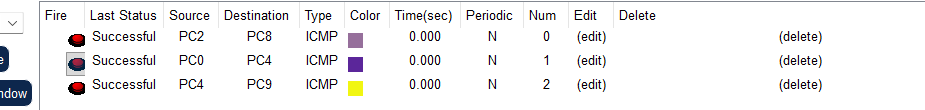 Fire Last Status Source Destination Type Color Time(sec) Periodic Num Edit Delete
Successful PC2 PC8 ICMP 0.000 N 0 (edit) (delete)
Successful PC0 PC4 ICMP 0.000 N 1 (edit) (delete)
Successful PC4 PC9 ICMP 0.000 N 2 (edit) (delete)
ndow